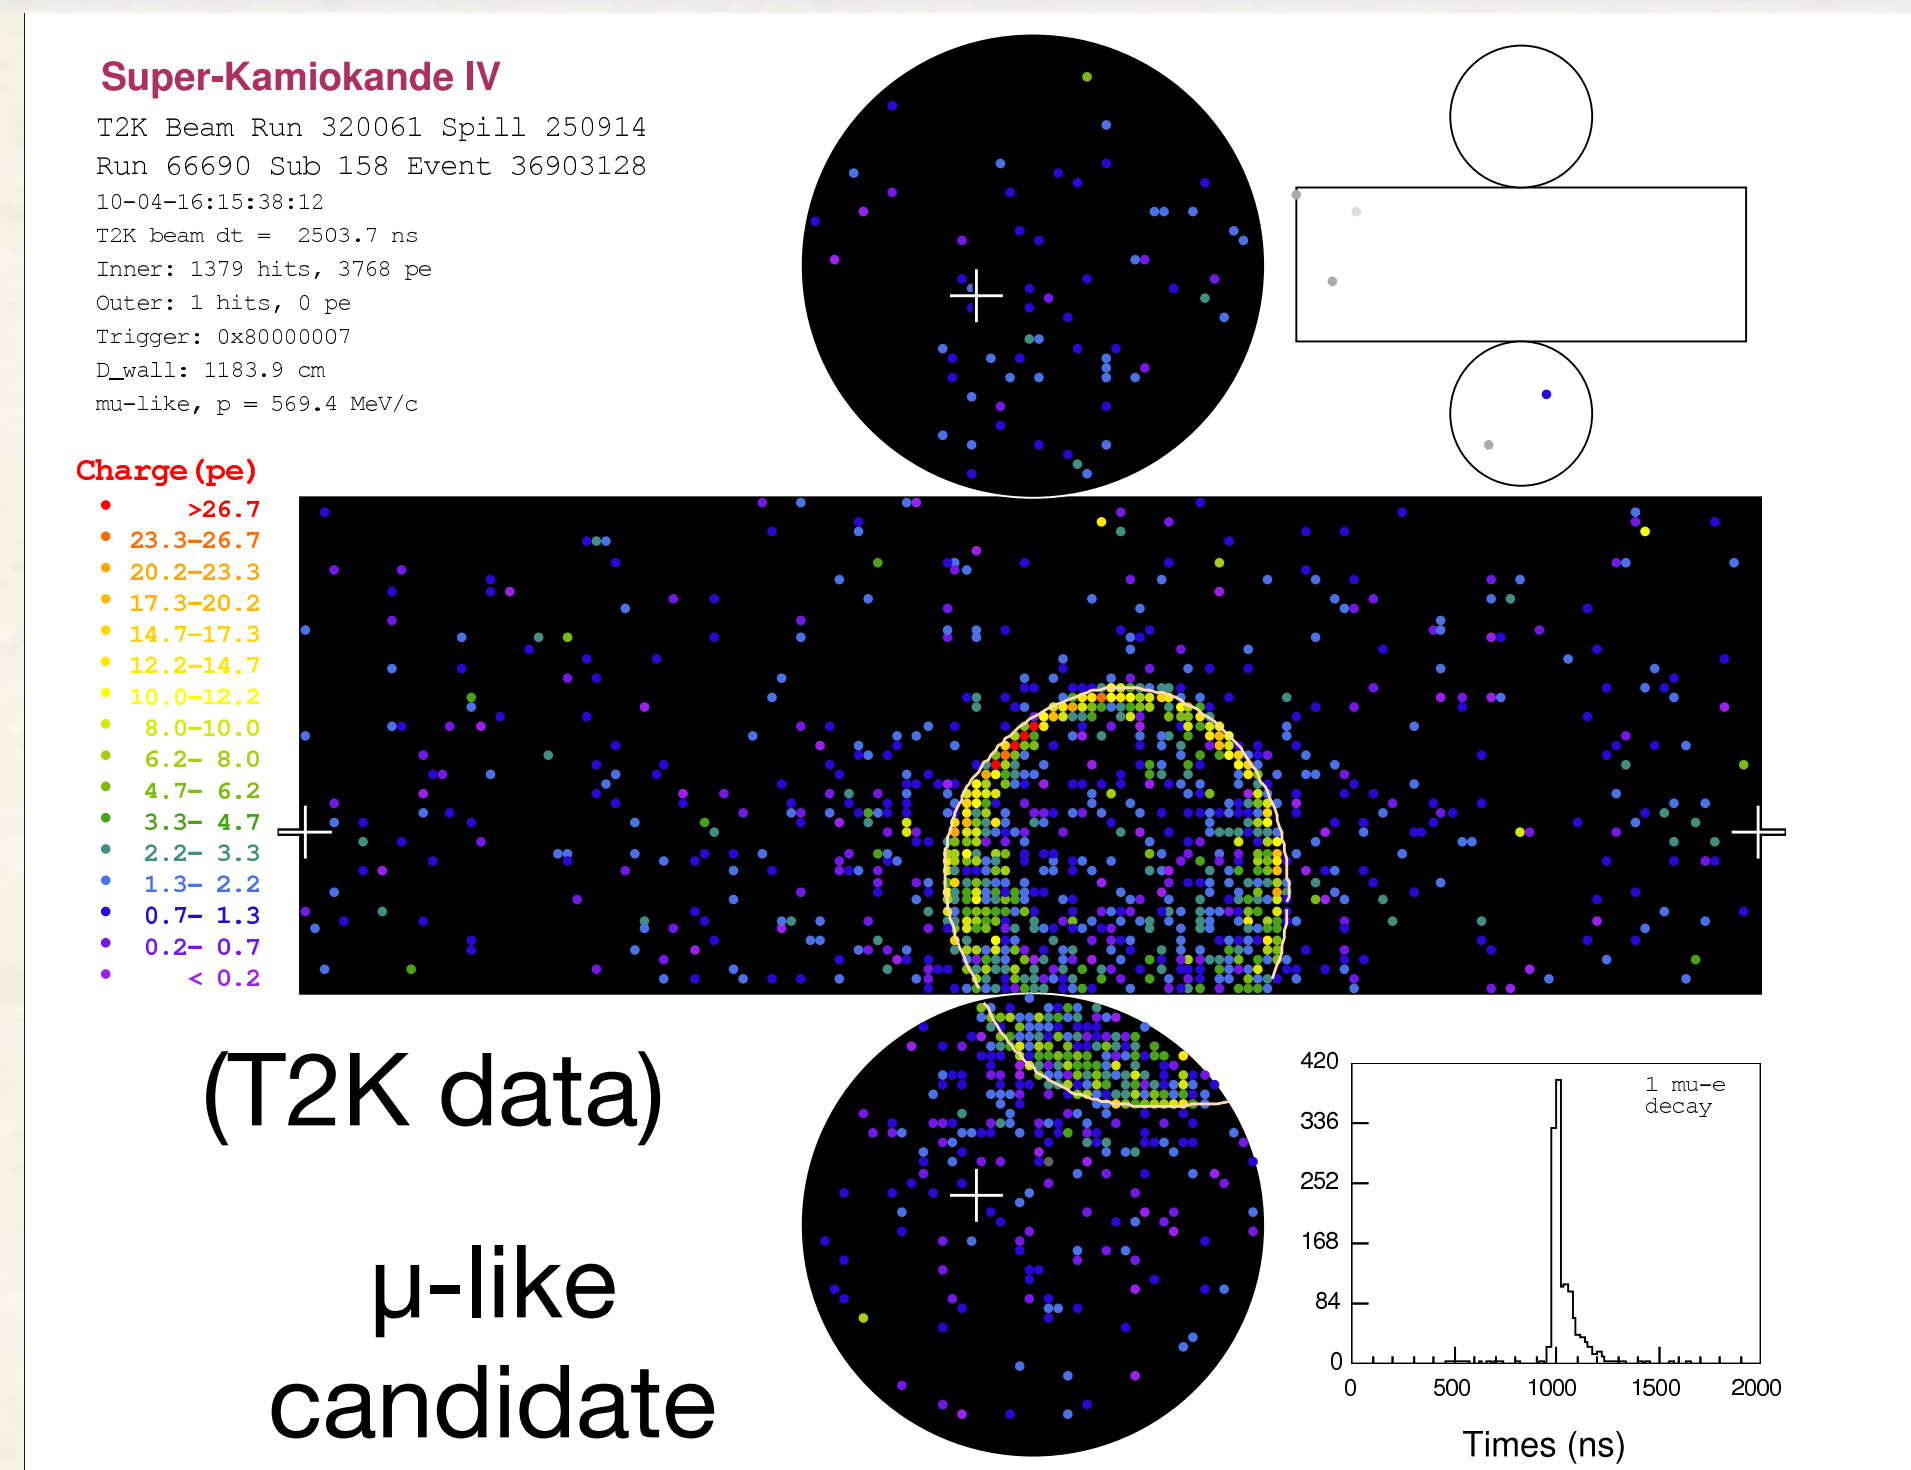 Super-Kamiokande IV
T2K Beam Run 320061 Spill 250914
Run 66690 Sub 158 Event 36903128
10-04-16:15:38:12
T2K beam dt =  2503.7 ns
Inner: 1379 hits, 3768 pe
Outer: 1 hits, 0 pe
Trigger: 0x80000007
D_wall: 1183.9 cm
mu-like, p = 569.4 MeV/c
Charge(pe)
>26.7
23.3-26.7
20.2-23.3
17.3-20.2
14.7-17.3
12.2-14.7
10.0-12.2
8.0-10.0
6.2- 8.0
4.7- 6.2
3.3- 4.7
2.2- 3.3
1.3- 2.2
0.7- 1.3
0.2- 0.7
< 0.2
(T2K data)
μ-like
candidate
420
336
252
168
84
0
1 mu-e
decay
0 500 1000 1500 2000
Times (ns)